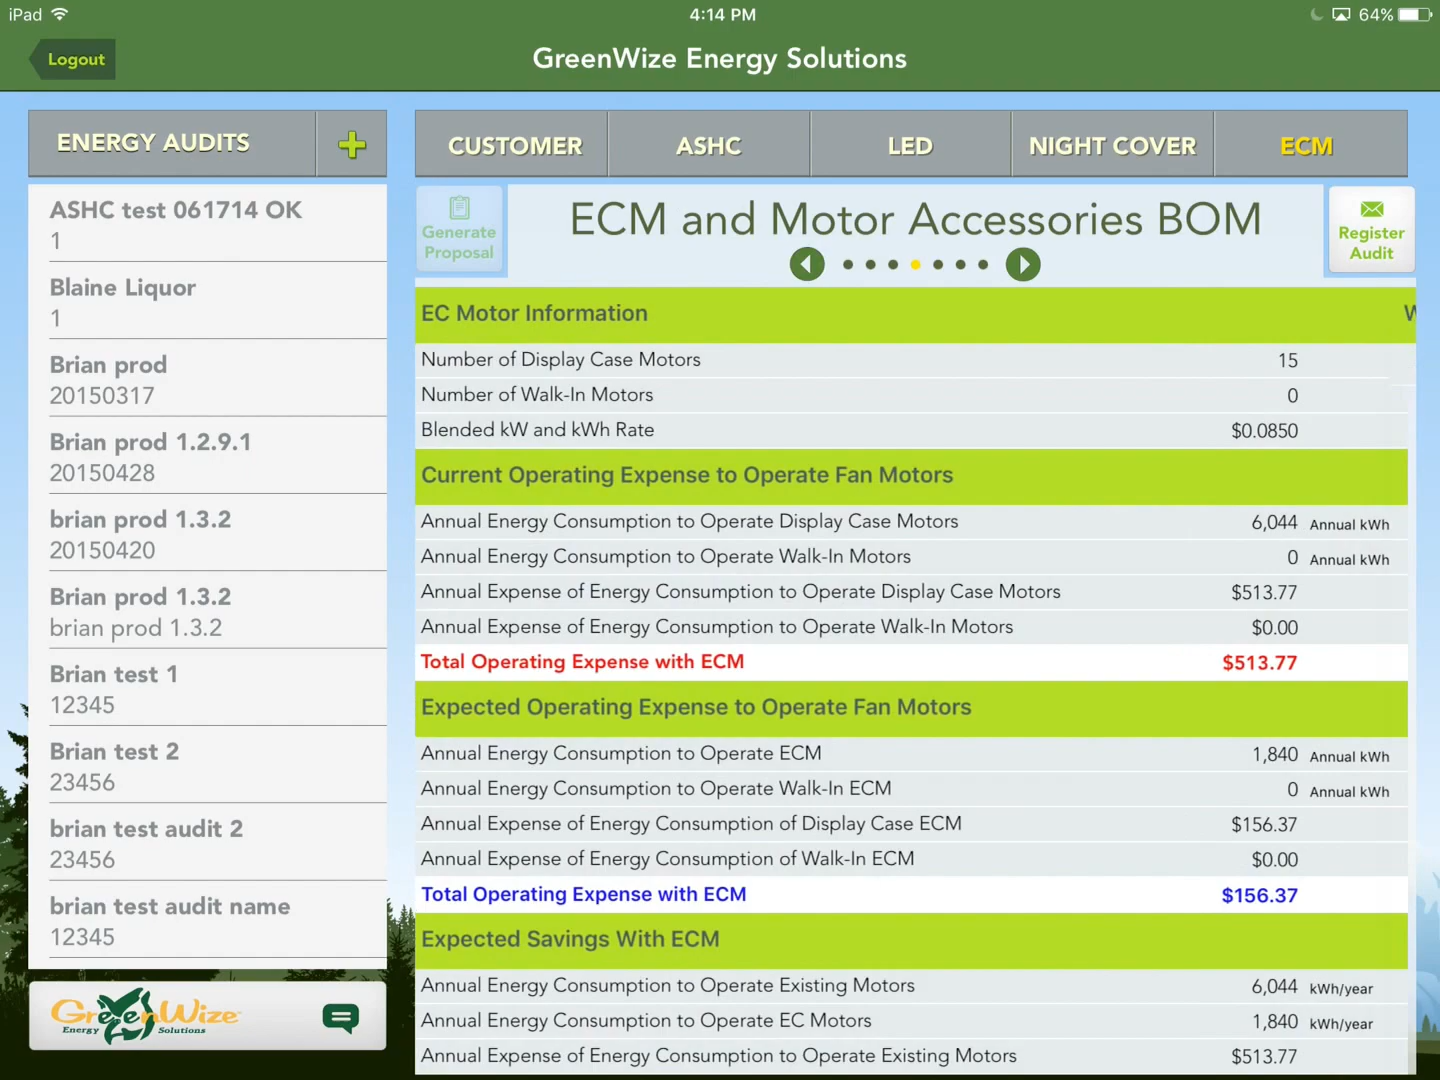 iPad 4:14 PM 64%
Logout GreenWize Energy Solutions
ENERGY AUDITS
CUSTOMER ASHC LED NIGHT COVER ECM
ASHC test 061714 OK
1
Blaine Liquor
1
Brian prod
20150317
Brian prod 1.2.9.1
20150428
brian prod 1.3.2
20150420
Brian prod 1.3.2
brian prod 1.3.2
Brian test 1
12345
Brian test 2
23456
brian test audit 2
23456
brian test audit name
12345
GreenWize
Energy Solutions
Generate
Proposal
ECM and Motor Accessories BOM
Register
Audit
EC Motor Information W
Number of Display Case Motors 15
Number of Walk-In Motors 0
Blended kW and kWh Rate $0.0850
Current Operating Expense to Operate Fan Motors
Annual Energy Consumption to Operate Display Case Motors 6,044 Annual kWh
Annual Energy Consumption to Operate Walk-In Motors 0 Annual kWh
Annual Expense of Energy Consumption to Operate Display Case Motors $513.77
Annual Expense of Energy Consumption to Operate Walk-In Motors $0.00
Total Operating Expense with ECM $513.77
Expected Operating Expense to Operate Fan Motors
Annual Energy Consumption to Operate ECM 1,840 Annual kWh
Annual Energy Consumption to Operate Walk-In ECM 0 Annual kWh
Annual Expense of Energy Consumption of Display Case ECM $156.37
Annual Expense of Energy Consumption of Walk-In ECM $0.00
Total Operating Expense with ECM $156.37
Expected Savings With ECM
Annual Energy Consumption to Operate Existing Motors 6,044 kWh/year
Annual Energy Consumption to Operate EC Motors 1,840 kWh/year
Annual Expense of Energy Consumption to Operate Existing Motors $513.77